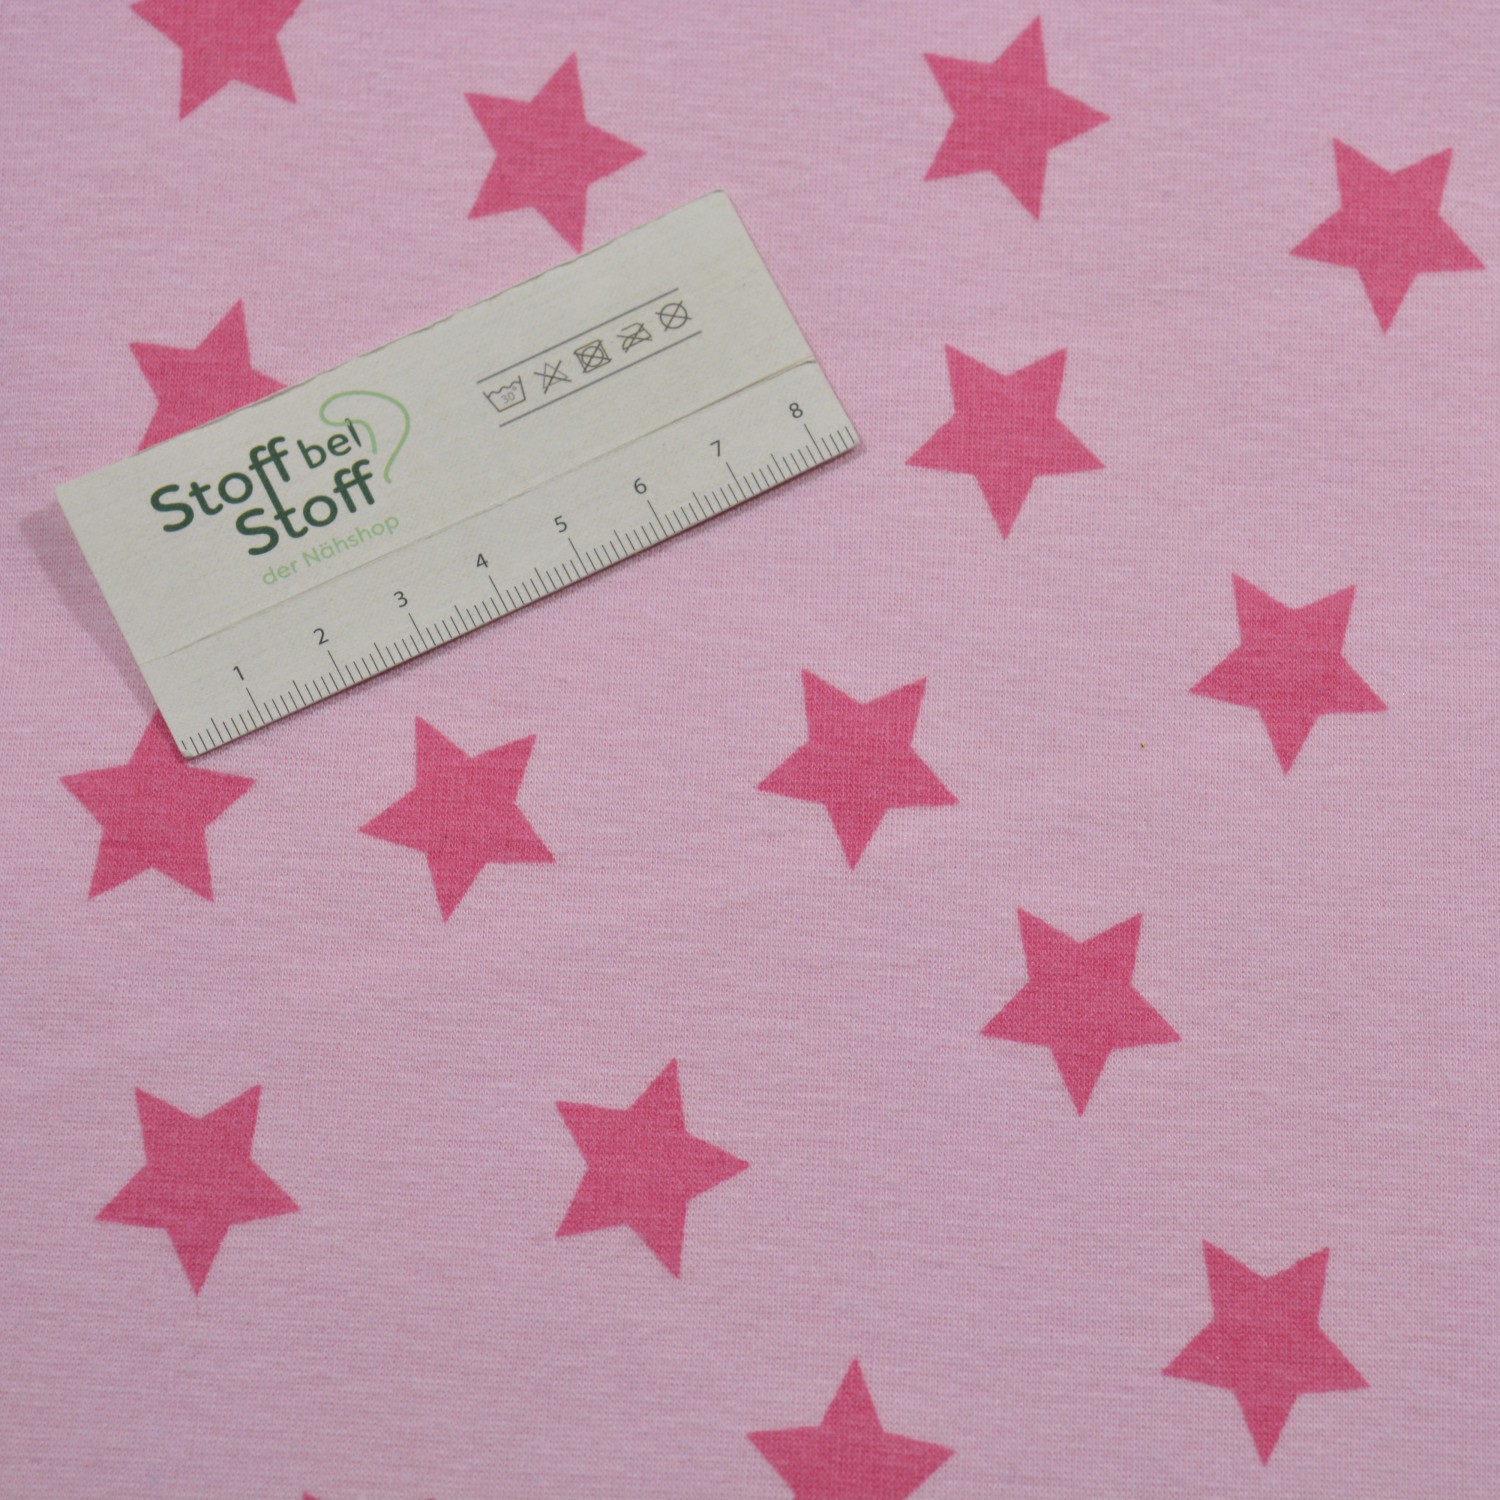 Stoff bei
Stoff
der Nähshop
30°
1 2 3 4 5 6 7 8